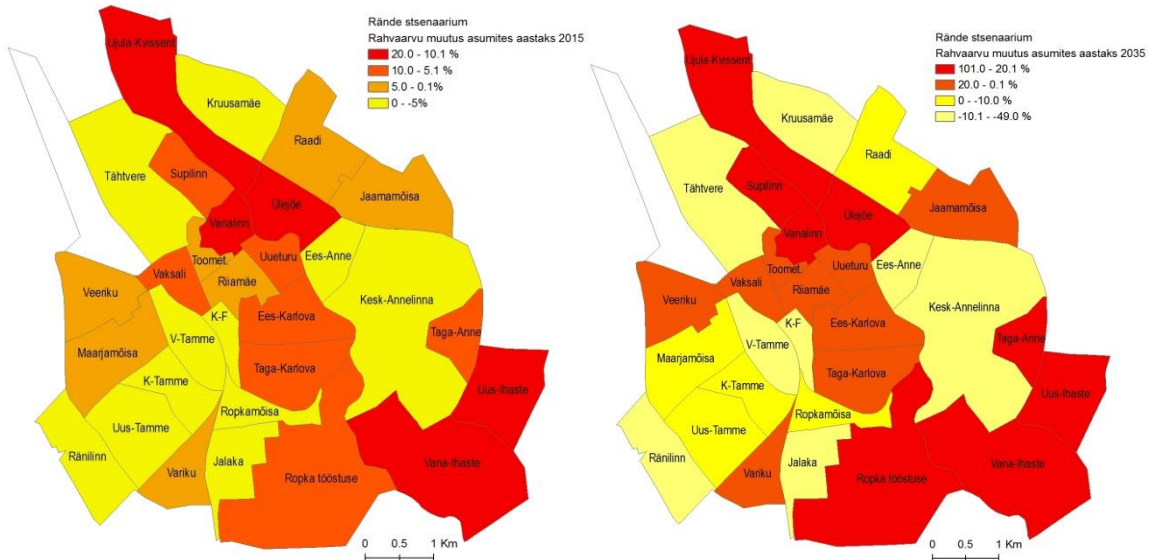 Rände stsenaarium
Rahvaarvu muutus asumites aastaks 2015
20.0 - 10.1 %
10.0 - 5.1 %
5.0 - 0.1%
0 - -5%
Ujula-Kvissent
Kruusamäe
Raadi
Tähtvere
Supilinn
Jaamamõisa
Vanalinn
Ülejõe
Toomet.
Uueturu
Ees-Anne
Vaksali
Riiamäe
Veeriku
Kesk-Annelinna
K-F
Ees-Karlova
Taga-Anne
V-Tamme
Maarjamõisa
Taga-Karlova
K-Tamme
Uus-Ihaste
Ropkamõisa
Uus-Tamme
Ränilinn
Jalaka
Variku
Ropka tööstuse
Vana-Ihaste
0 0.5 1 Km
Rände stsenaarium
Rahvaarvu muutus asumites aastaks 2035
101.0 - 20.1 %
20.0 - 0.1 %
0 - -10.0 %
-10.1 - -49.0 %
Ujula-Kvissent
Kruusamäe
Raadi
Tähtvere
Supilinn
Jaamamõisa
Vanalinn
Ülejõe
Toomet.
Uueturu
Ees-Anne
Vaksali
Riiamäe
Veeriku
Kesk-Annelinna
K-F
Ees-Karlova
Taga-Anne
V-Tamme
Maarjamõisa
Taga-Karlova
K-Tamme
Uus-Ihaste
Ropkamõisa
Uus-Tamme
Ränilinn
Jalaka
Variku
Ropka tööstuse
Vana-Ihaste
0 0.5 1 Km